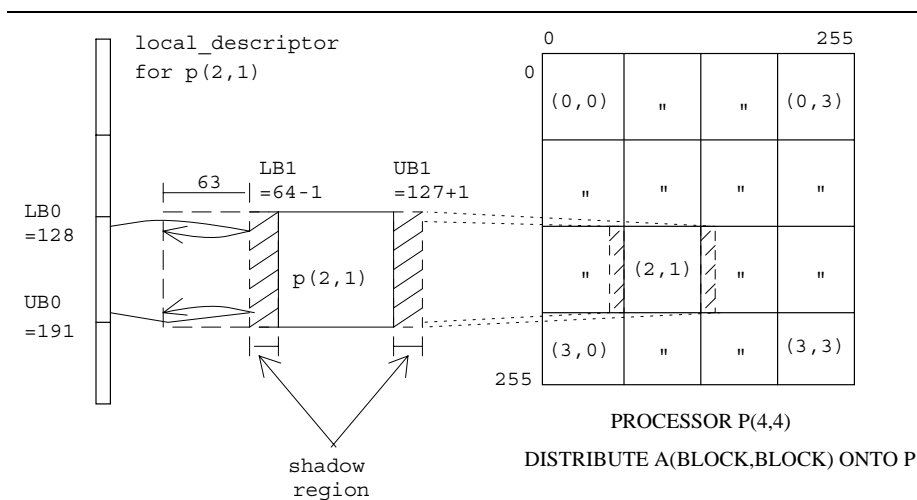 local_descriptor
for p(2,1)
63
LB1
=64-1
UB1
=127+1
LB0
=128
UB0
=191
p(2,1)
shadow
region
0 255
0
(0,0) " " (0,3)
" " " "
" (2,1) " "
(3,0) " " (3,3)
255
PROCESSOR P(4,4)
DISTRIBUTE A(BLOCK,BLOCK) ONTO P